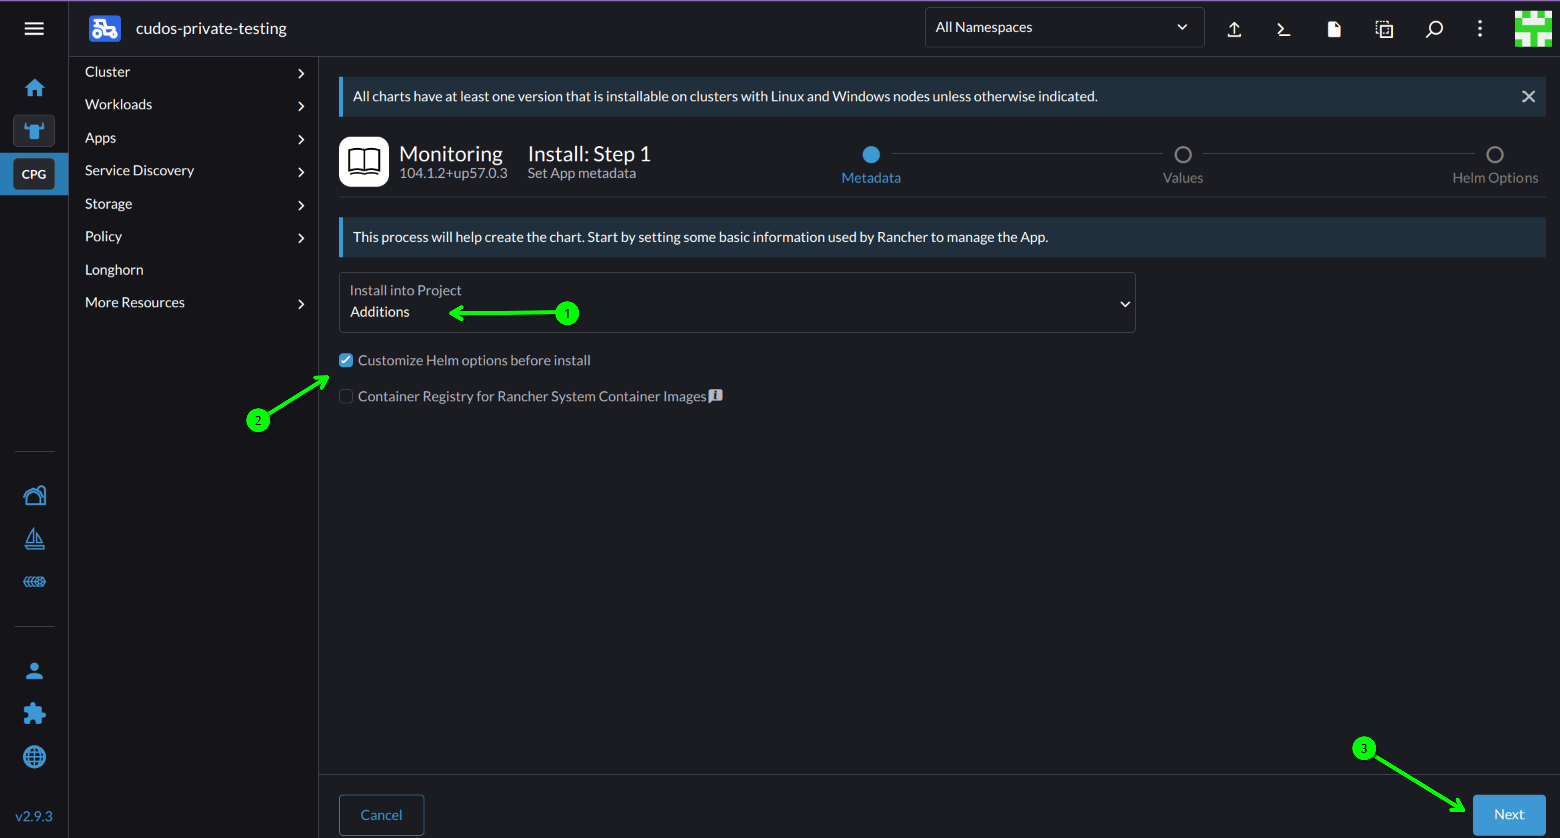 cudos-private-testing
All Namespaces
CPG
v2.9.3
Cluster
Workloads
Apps
Service Discovery
Storage
Policy
Longhorn
More Resources
All charts have at least one version that is installable on clusters with Linux and Windows nodes unless otherwise indicated.
Monitoring
104.1.2+up57.0.3
Install: Step 1
Set App metadata
Metadata
Values
Helm Options
This process will help create the chart. Start by setting some basic information used by Rancher to manage the App.
Install into Project
Additions
1
Customize Helm options before install
2
Container Registry for Rancher System Container Images
3
Cancel
Next